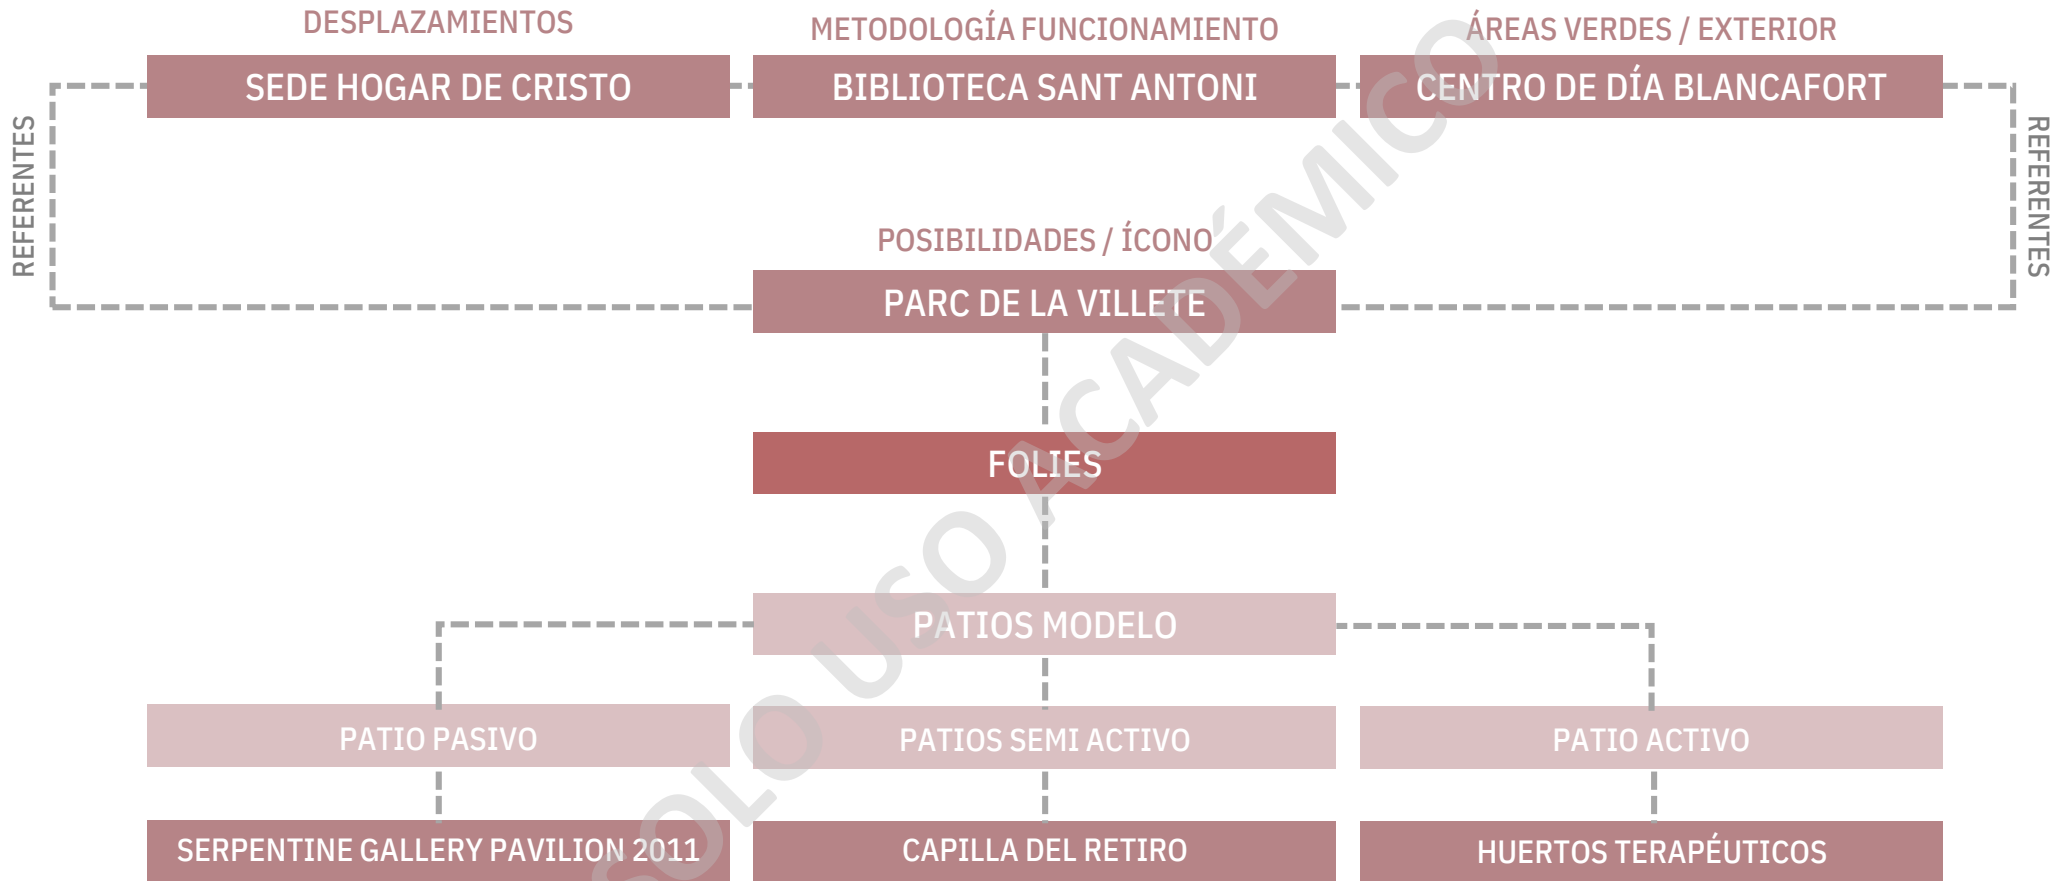 DESPLAZAMIENTOS
METODOLOGÍA FUNCIONAMIENTO
ÁREAS VERDES / EXTERIOR
SEDE HOGAR DE CRISTO
BIBLIOTECA SANT ANTONI
CENTRO DE DÍA BLANCAFORT
REFERENTES
REFERENTES
POSIBILIDADES / ÍCONO
PARC DE LA VILLETE
FOLIES
PATIOS MODELO
PATIO PASIVO
PATIOS SEMI ACTIVO
PATIO ACTIVO
SERPENTINE GALLERY PAVILION 2011
CAPILLA DEL RETIRO
HUERTOS TERAPÉUTICOS
SOLO USO ACADÉMICO